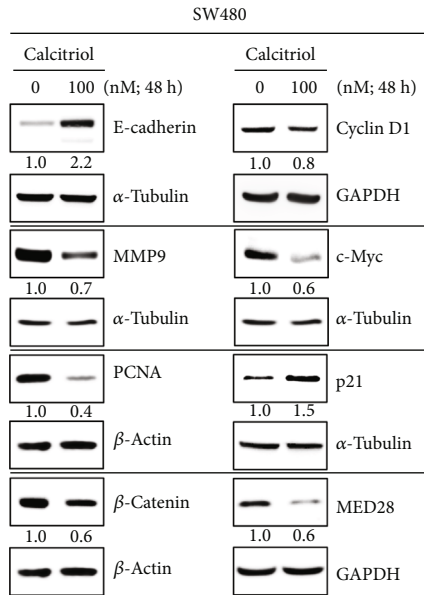 SW480
Calcitriol Calcitriol
0 100 (nM; 48 h) 0 100 (nM; 48 h)
E-cadherin Cyclin D1
1.0 2.2 1.0 0.8
α-Tubulin GAPDH
MMP9 c-Myc
1.0 0.7 1.0 0.6
α-Tubulin α-Tubulin
PCNA p21
1.0 0.4 1.0 1.5
β-Actin α-Tubulin
β-Catenin MED28
1.0 0.6 1.0 0.6
β-Actin GAPDH